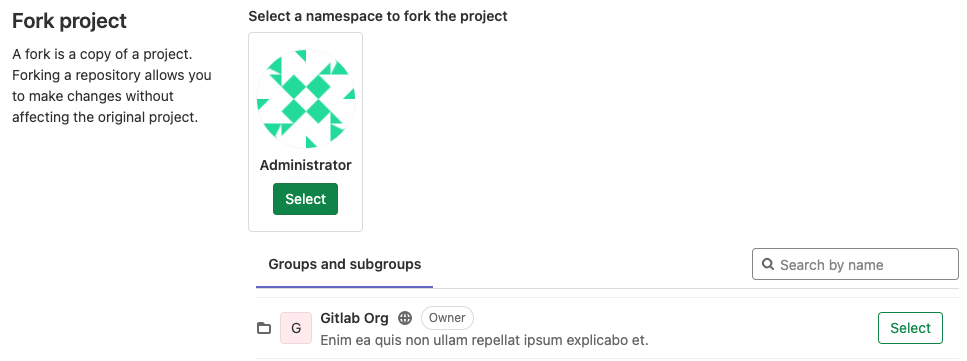 Fork project
A fork is a copy of a project.
Forking a repository allows you
to make changes without
affecting the original project.
Select a namespace to fork the project
Administrator
Select
Groups and subgroups
Search by name
G
Gitlab Org
Owner
Enim ea quis non ullam repellat ipsum explicabo et.
Select